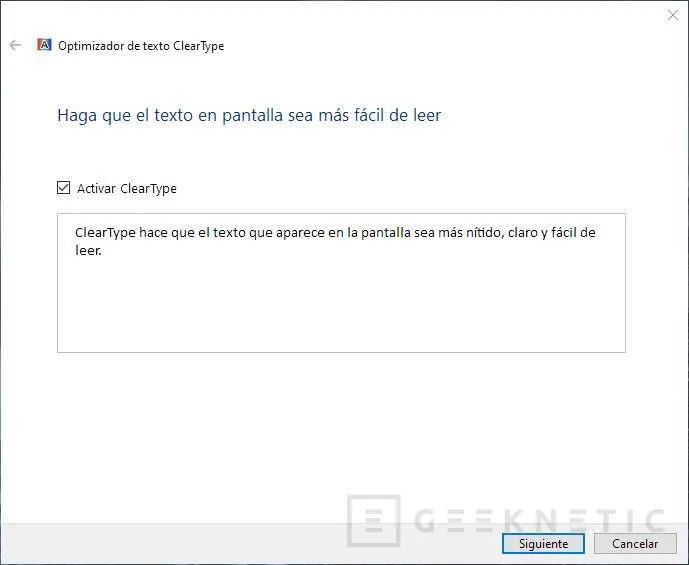 Optimizador de texto ClearType
Haga que el texto en pantalla sea más fácil de leer
Activar ClearType
ClearType hace que el texto que aparece en la pantalla sea más nítido, claro y fácil de
leer.
GEEKNETIC
Siguiente
Cancelar